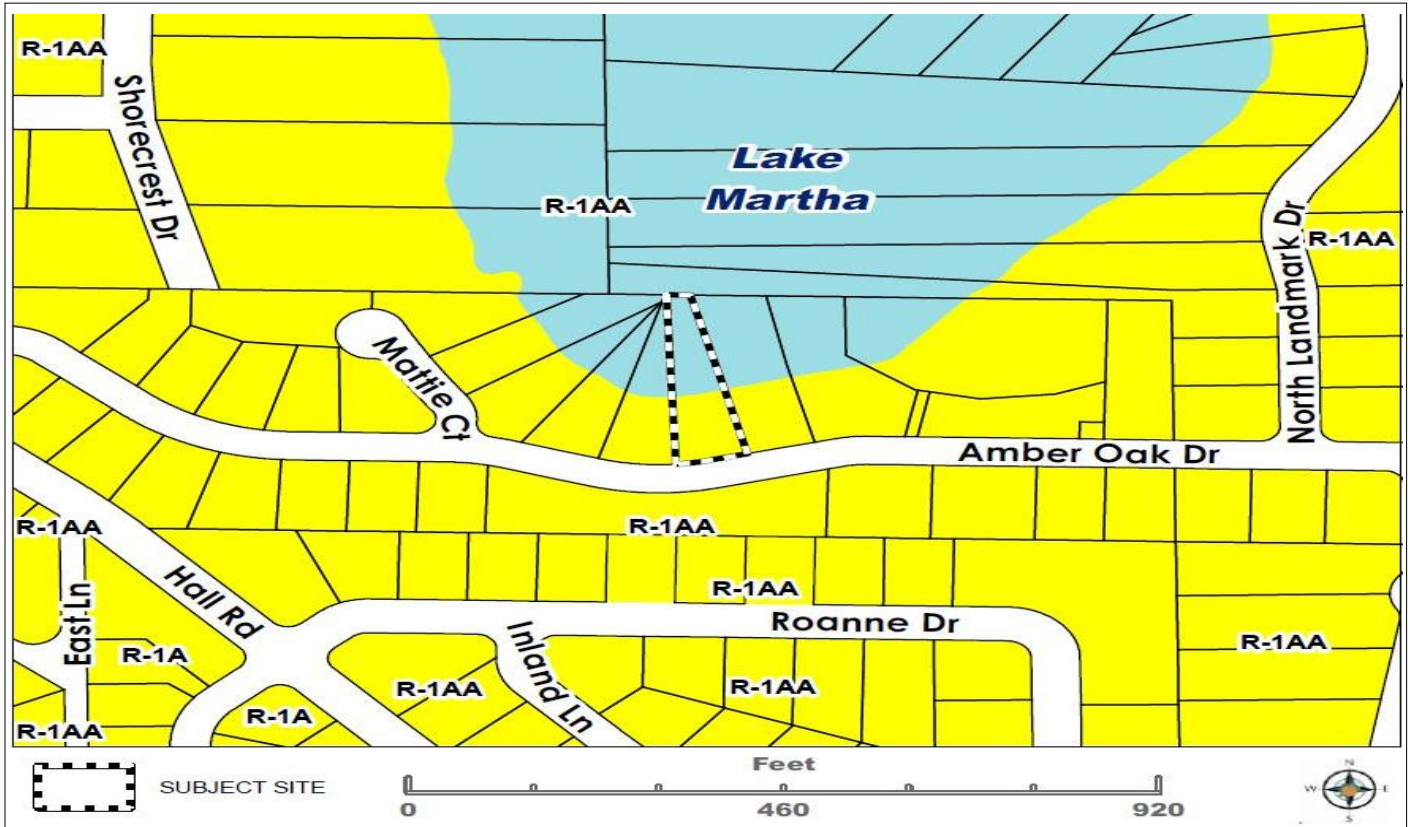 R-1AA
Shorecrest Dr
Lake
Martha
R-1AA
North Landmark Dr
R-1AA
Mattie Ct
Amber Oak Dr
R-1AA
R-1AA
Hall Rd
East Ln
R-1A
R-1AA
Roanne Dr
Inland Ln
R-1AA
R-1AA
R-1AA
R-1A
R-1AA
SUBJECT SITE
Feet
0
460
920
N
W
E
S